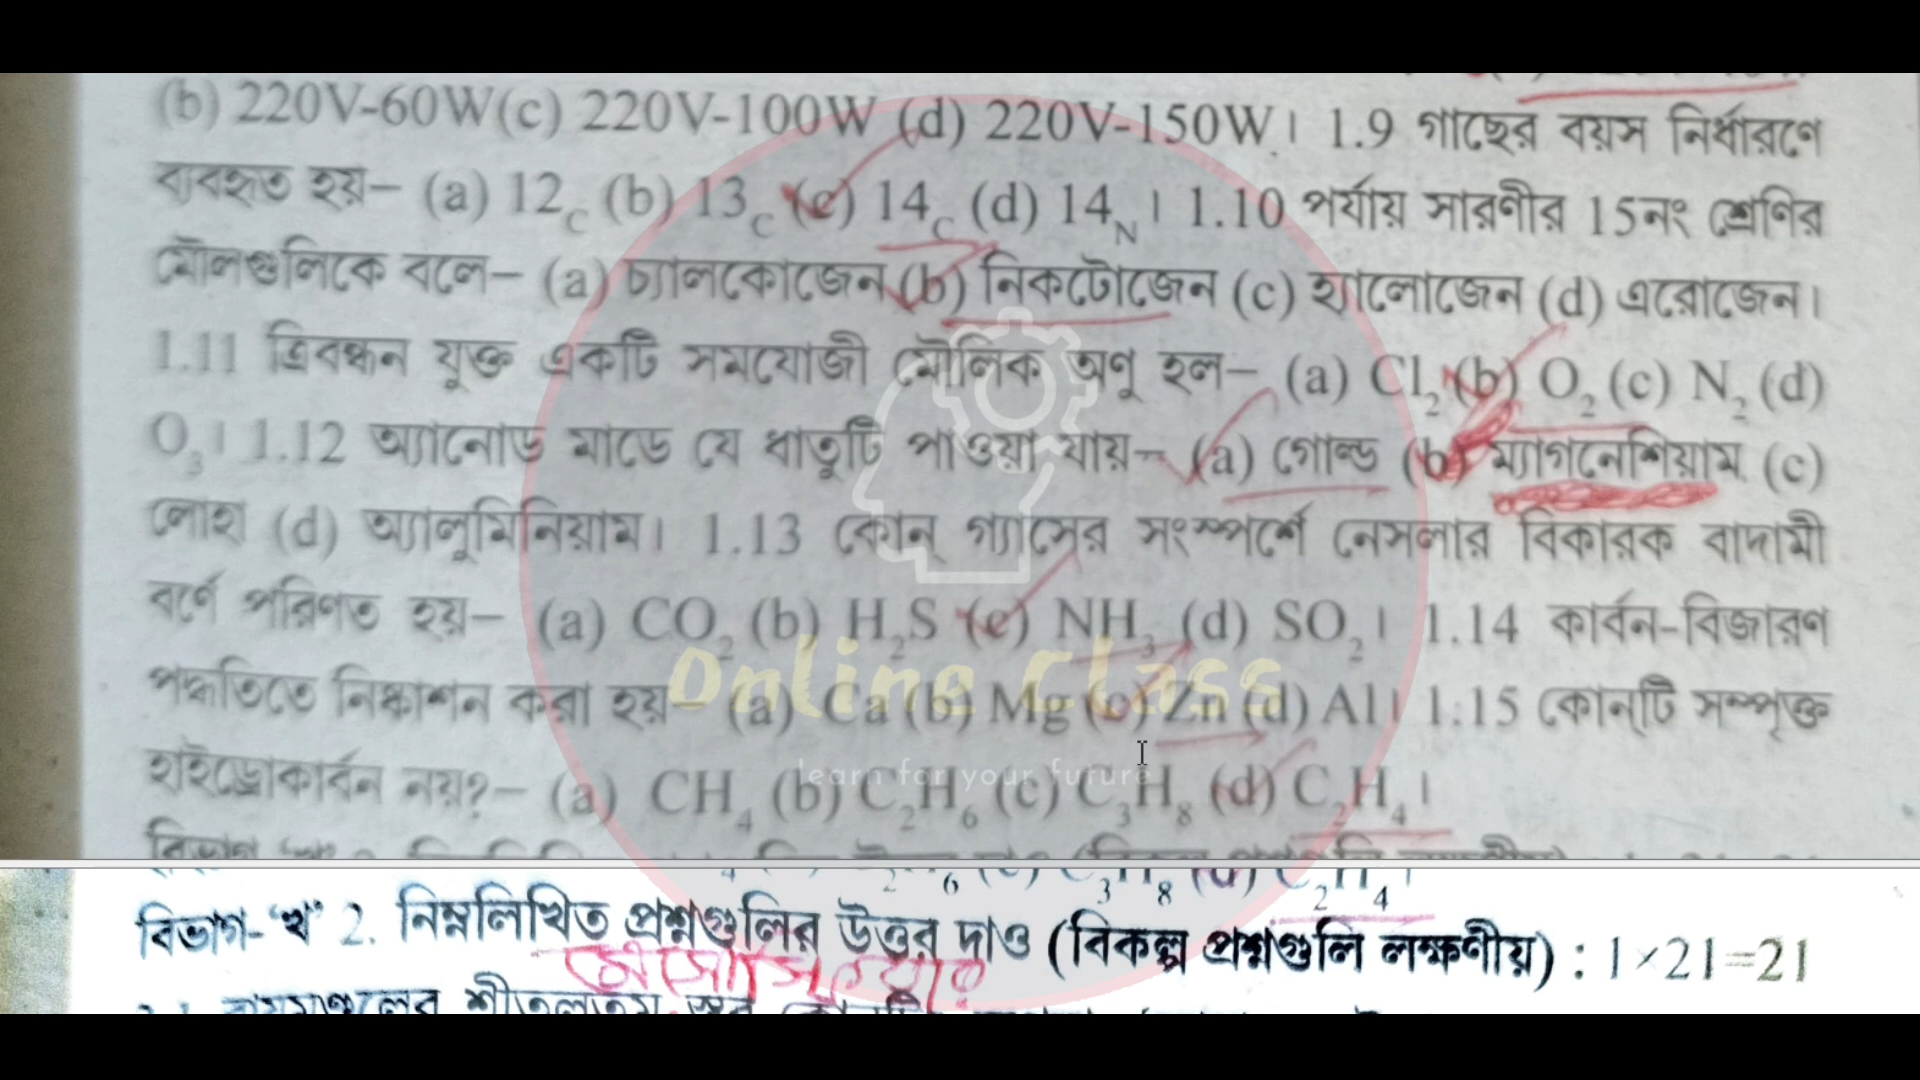 (b) 220V-60W(c) 220V-100W (d) 220V-150W। 1.9 গাছের বয়স নির্ধারণে
ব্যবহৃত হয়− (a) 12C (b) 13C (c) 14C (d) 14N। 1.10 পর্যায় সারণীর 15নং শ্রেণির
মৌলগুলিকে বলে− (a) চ্যালকোজেন (b) নিকটোজেন (c) হ্যালোজেন (d) এরোজেন।
1.11 ত্রিবন্ধন যুক্ত একটি সমযোজী মৌলিক অণু হল− (a) Cl₂ (b) O₂ (c) N₂ (d)
O₃। 1.12 অ্যানোড মাডে যে ধাতুটি পাওয়া যায়− (a) গোল্ড (b) ম্যাগনেশিয়াম (c)
লোহা (d) অ্যালুমিনিয়াম। 1.13 কোন্ গ্যাসের সংস্পর্শে নেসলার বিকারক বাদামী
বর্ণে পরিণত হয়− (a) CO₂ (b) H₂S (c) NH₃ (d) SO₂। 1.14 কার্বন-বিজারণ
পদ্ধতিতে নিষ্কাশন করা হয়− (a) Ca (b) Mg (c) Zn (d) Al। 1.15 কোন্‌টি সম্পৃক্ত
Online Class
হাইড্রোকার্বন নয়?− (a) CH₄ (b) C₂H₆ (c) C₃H₈ (d) C₂H₄।
learn for your future
বিভাগ-“খ” 2. নিম্নলিখিত প্রশ্নগুলির উত্তর দাও (বিকল্প প্রশ্নগুলি লক্ষণীয়) : 1×21=21